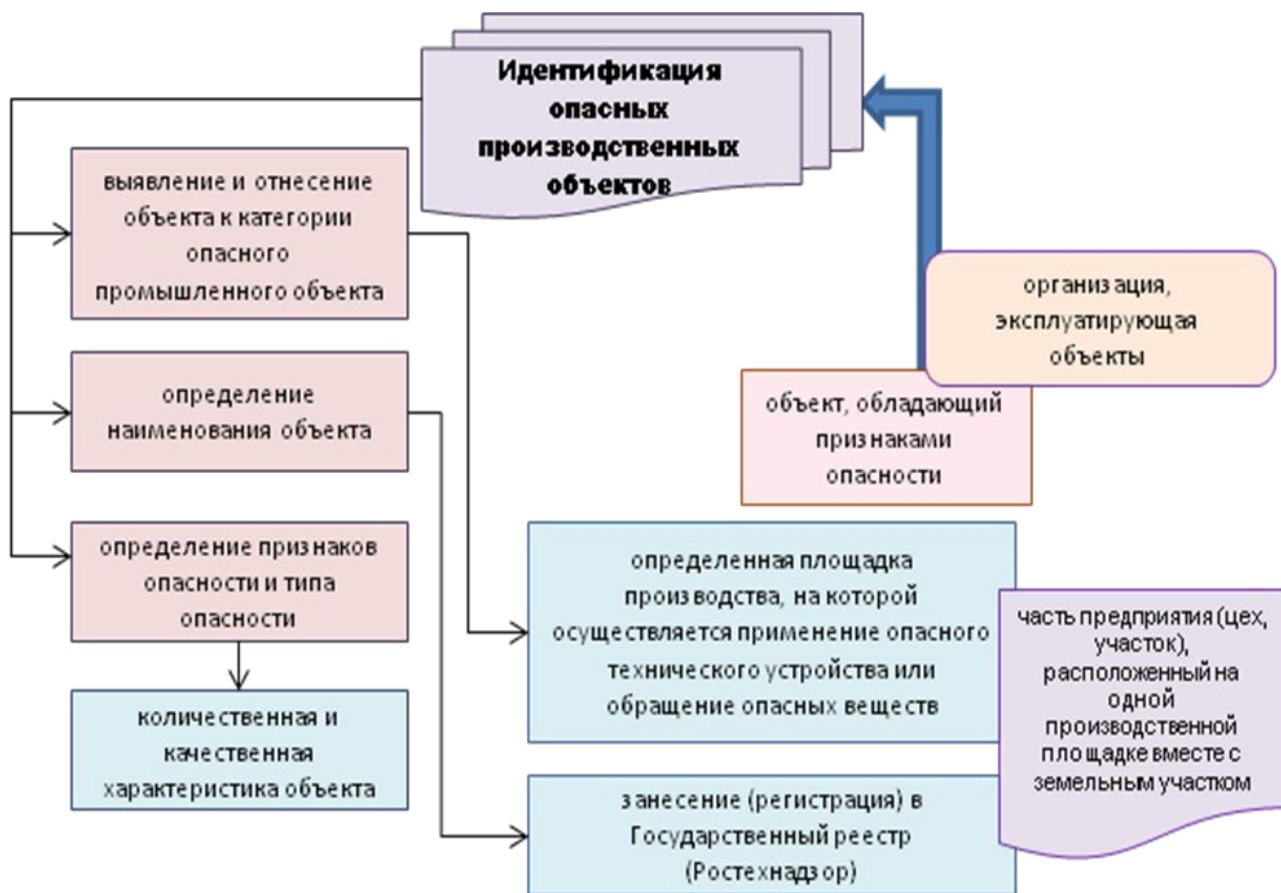 Идентификация
опасных
производственных
объектов
выявление и отнесение
объекта к категории
опасного
промышленного объекта
организация,
эксплуатирующая
объекты
определение
наименования объекта
объект, обладающий
признаками
опасности
определение признаков
опасности и типа
опасности
определенная площадка
производства, на которой
осуществляется применение опасного
технического устройства или
обращение опасных веществ
часть предприятия (цех,
участок),
расположенный на
одной
производственной
площадке вместе с
земельным участком
количественная и
качественная
характеристика объекта
занесение (регистрация) в
Государственный реестр
(Ростехнадзор)